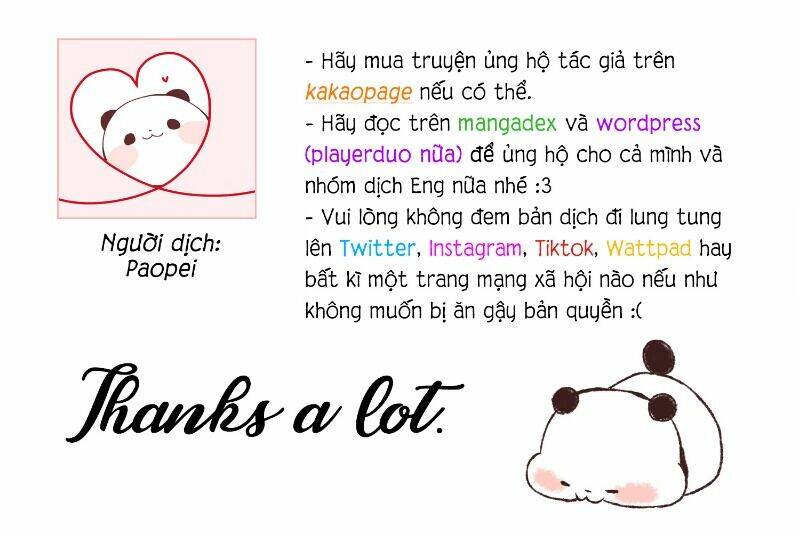 - Hãy mua truyện ủng hộ tác giả trên
kakaopage nếu có thể.
- Hãy đọc trên mangadex và wordpress
(playerduo nữa) để ủng hộ cho cả mình và
nhóm dịch Eng nữa nhé :3
- Vui lòng không đem bản dịch đi lung tung
lên Twitter, Instagram, Tiktok, Wattpad hay
bất kì một trang mạng xã hội nào nếu như
không muốn bị ăn gậy bản quyền :(
Người dịch:
Paopei
Thanks a lot.